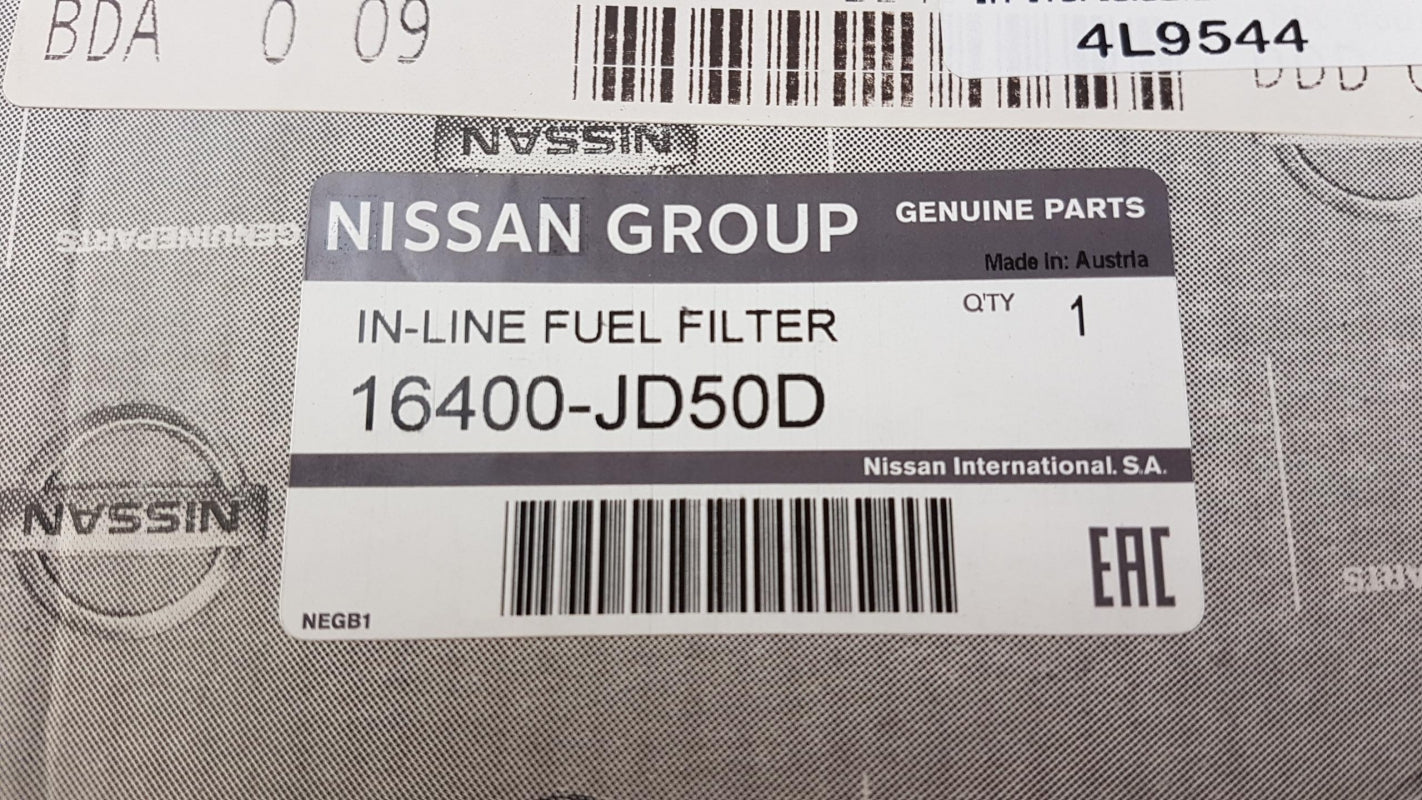 BDA 0 09
4L9544
NISSAN
GENUINEPARTS
NISSAN GROUP
GENUINE PARTS
Made in: Austria
IN-LINE FUEL FILTER
Q'TY 1
16400-JD50D
Nissan International. S.A.
NISSAN
NEGB1
EAC